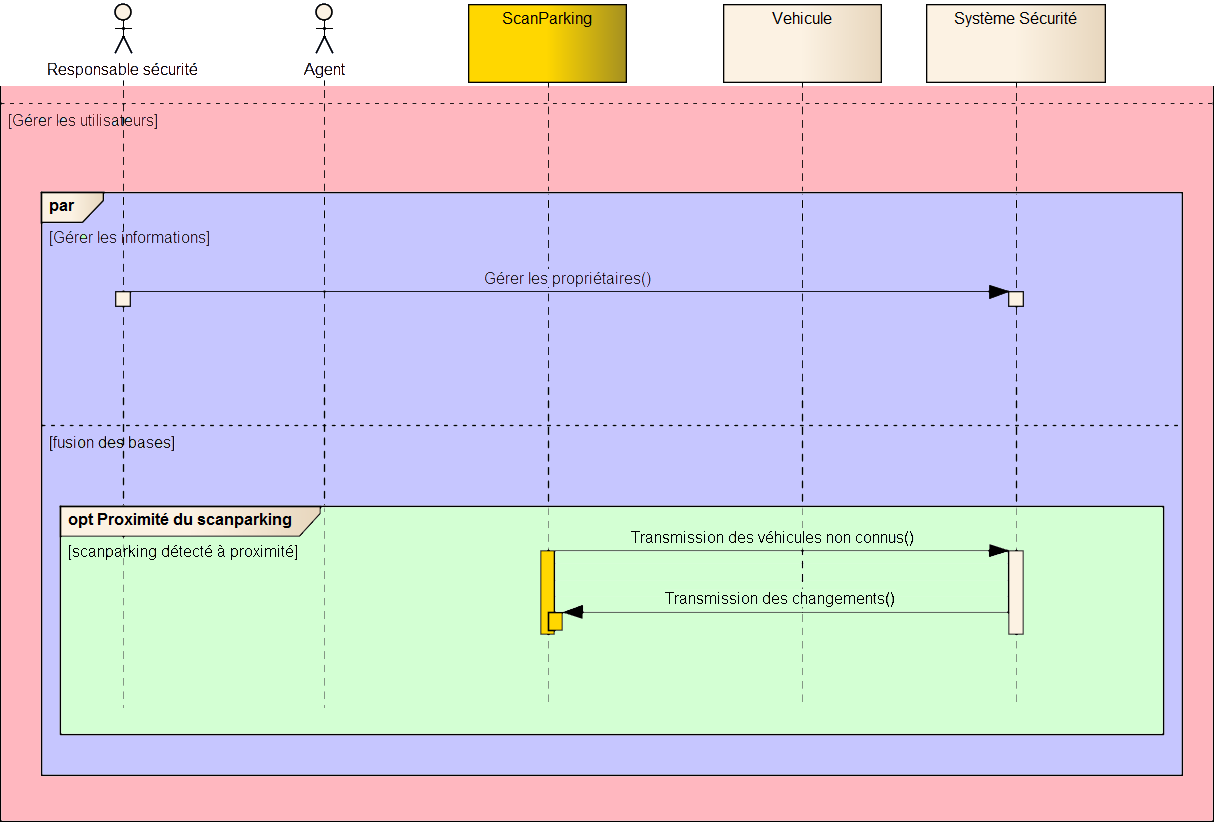 Responsable sécurité
Agent
ScanParking
Vehicule
Système Sécurité
[Gérer les utilisateurs]
par
[Gérer les informations]
Gérer les propriétaires()
[fusion des bases]
opt Proximité du scanparking
[scanparking détecté à proximité]
Transmission des véhicules non connus()
Transmission des changements()